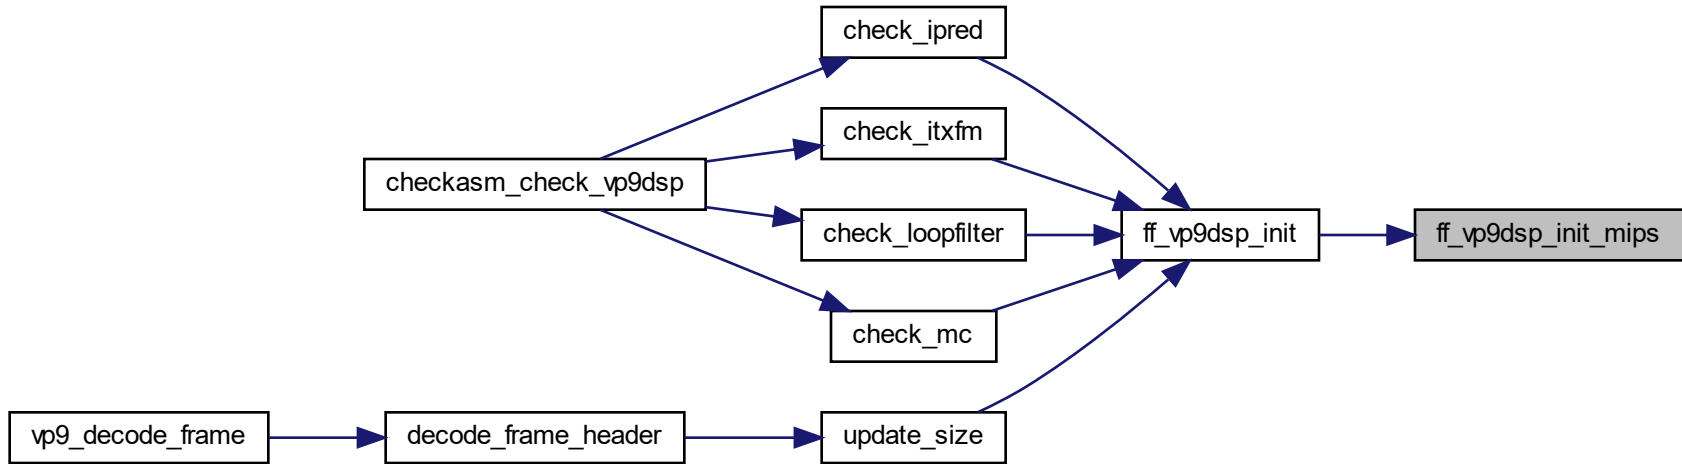 check_ipred
check_itxfm
checkasm_check_vp9dsp
check_loopfilter
ff_vp9dsp_init
ff_vp9dsp_init_mips
check_mc
vp9_decode_frame
decode_frame_header
update_size